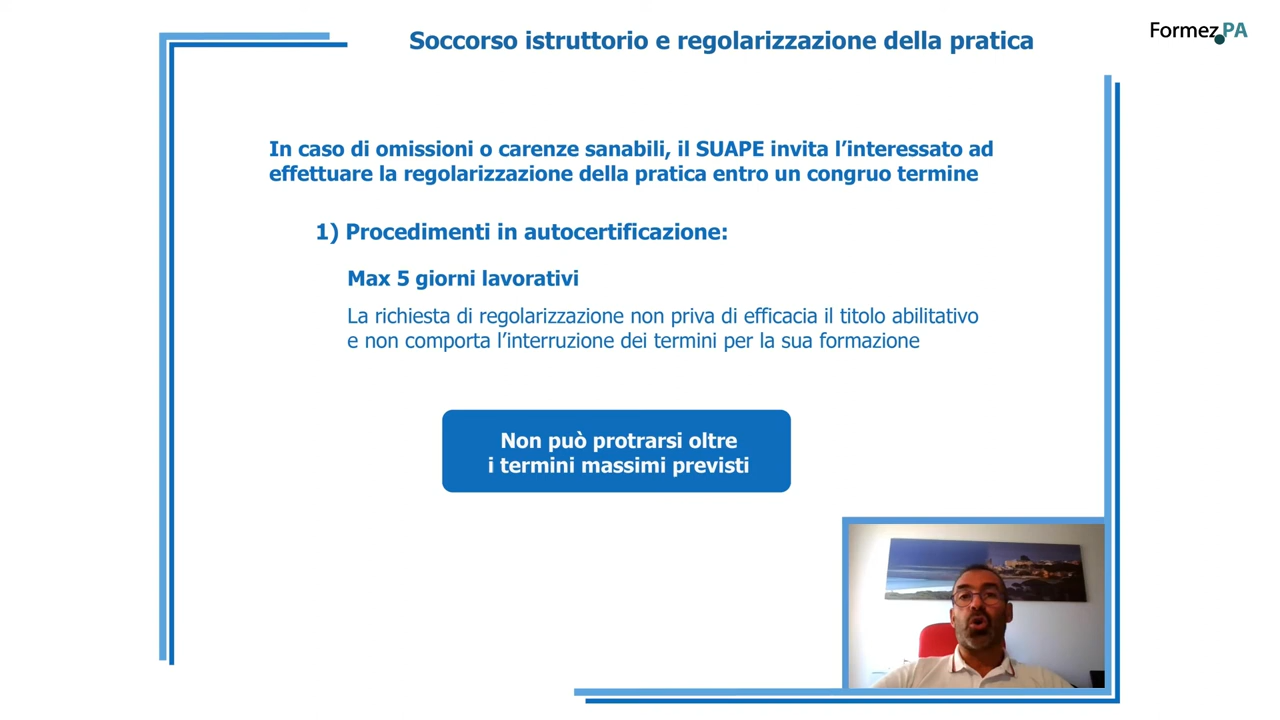 Soccorso istruttorio e regolarizzazione della pratica
Formez PA
In caso di omissioni o carenze sanabili, il SUAPE invita l’interessato ad
effettuare la regolarizzazione della pratica entro un congruo termine
1) Procedimenti in autocertificazione:
Max 5 giorni lavorativi
La richiesta di regolarizzazione non priva di efficacia il titolo abilitativo
e non comporta l’interruzione dei termini per la sua formazione
Non può protrarsi oltre
i termini massimi previsti